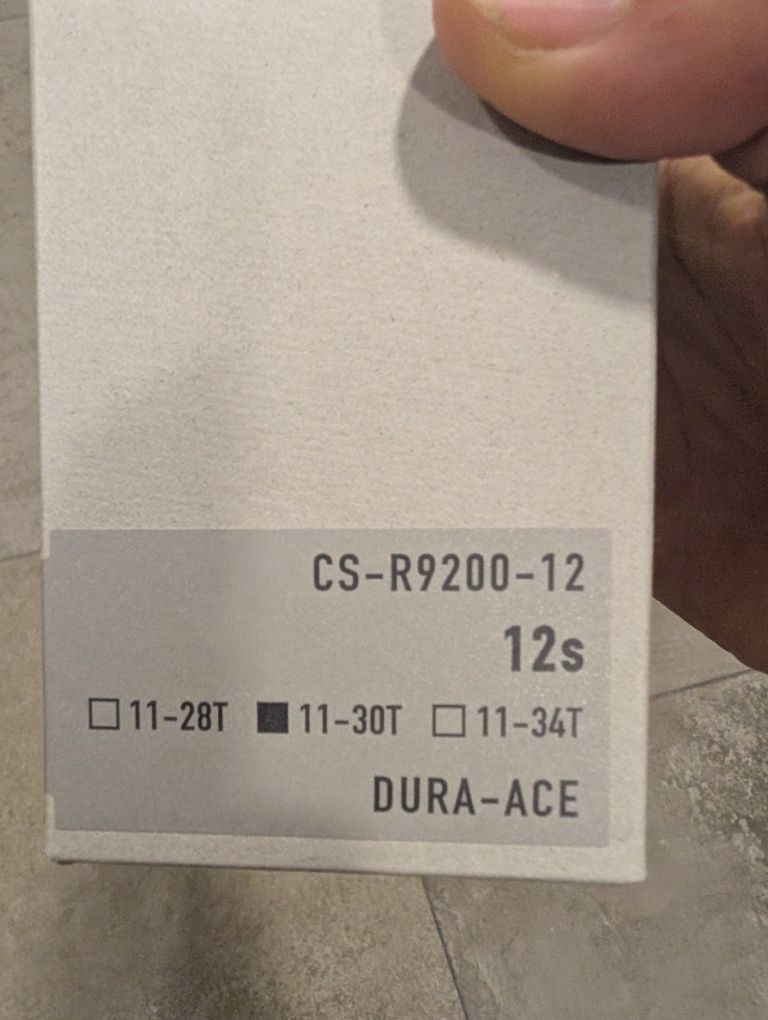 CS-R9200-12
12s
□ 11-28T ■ 11-30T □ 11-34T
DURA-ACE